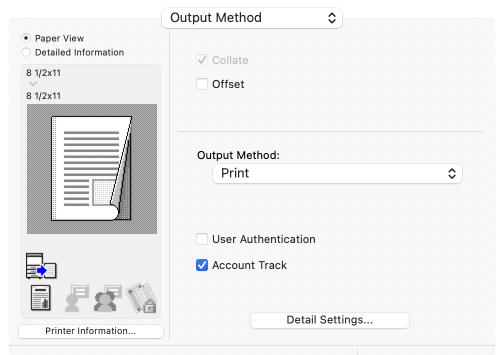 Output Method
Paper View
Detailed Information
8 1/2x11
8 1/2x11
Printer Information...
Collate
Offset
Output Method:
Print
User Authentication
Account Track
Detail Settings...